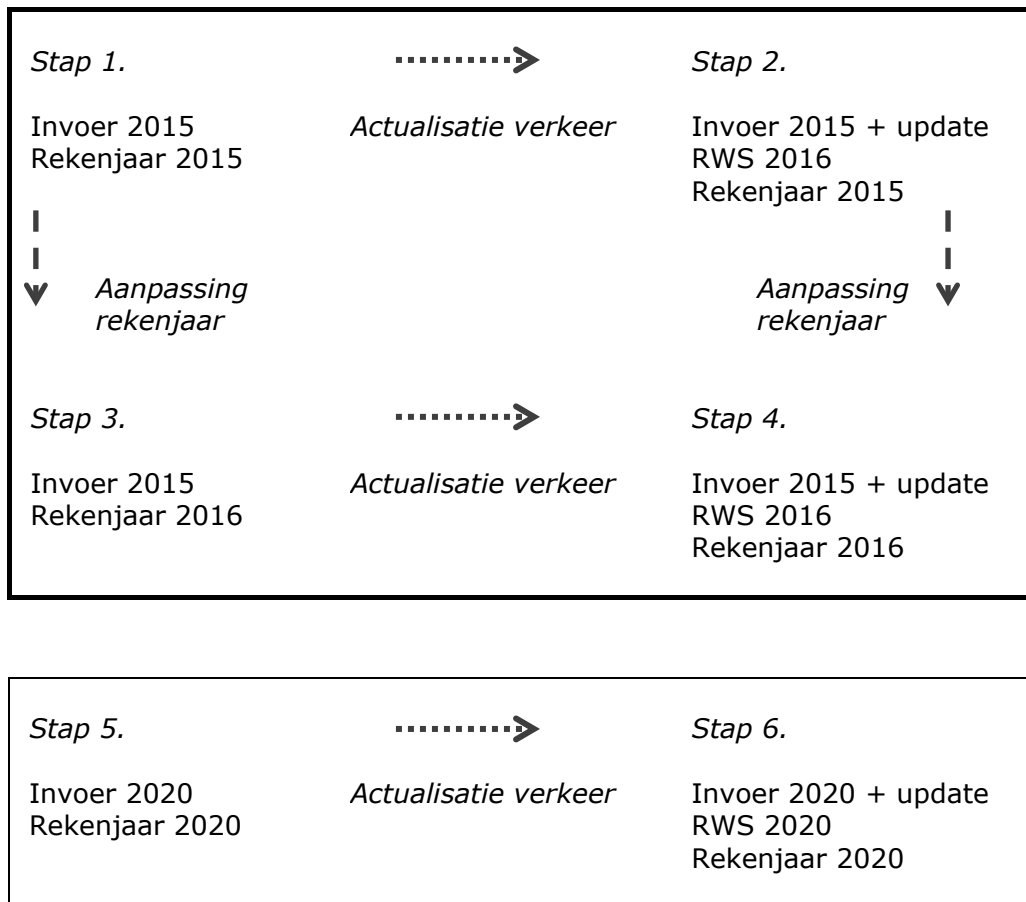 Stap 1.
Stap 2.
Invoer 2015
Rekenjaar 2015
Actualisatie verkeer
Invoer 2015 + update
RWS 2016
Rekenjaar 2015
Aanpassing
rekenjaar
Aanpassing
rekenjaar
Stap 3.
Stap 4.
Invoer 2015
Rekenjaar 2016
Actualisatie verkeer
Invoer 2015 + update
RWS 2016
Rekenjaar 2016
Stap 5.
Stap 6.
Invoer 2020
Rekenjaar 2020
Actualisatie verkeer
Invoer 2020 + update
RWS 2020
Rekenjaar 2020